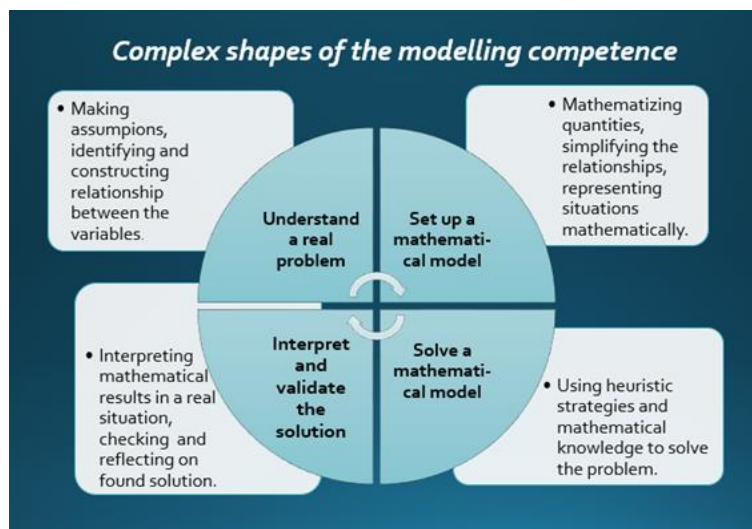 Complex shapes of the modelling competence
• Making
assumpions,
identifying and
constructing
relationship
between the
variables.
Understand
a real
problem
Set up a
mathemati-
cal model
• Mathematizing
quantities,
simplifying the
relationships,
representing
situations
mathematically.
• Interpreting
mathematical
results in a real
situation,
checking and
reflecting on
found solution.
Interpret
and
validate
the
solution
Solve a
mathemati-
cal model
• Using heuristic
strategies and
mathematical
knowledge to solve
the problem.